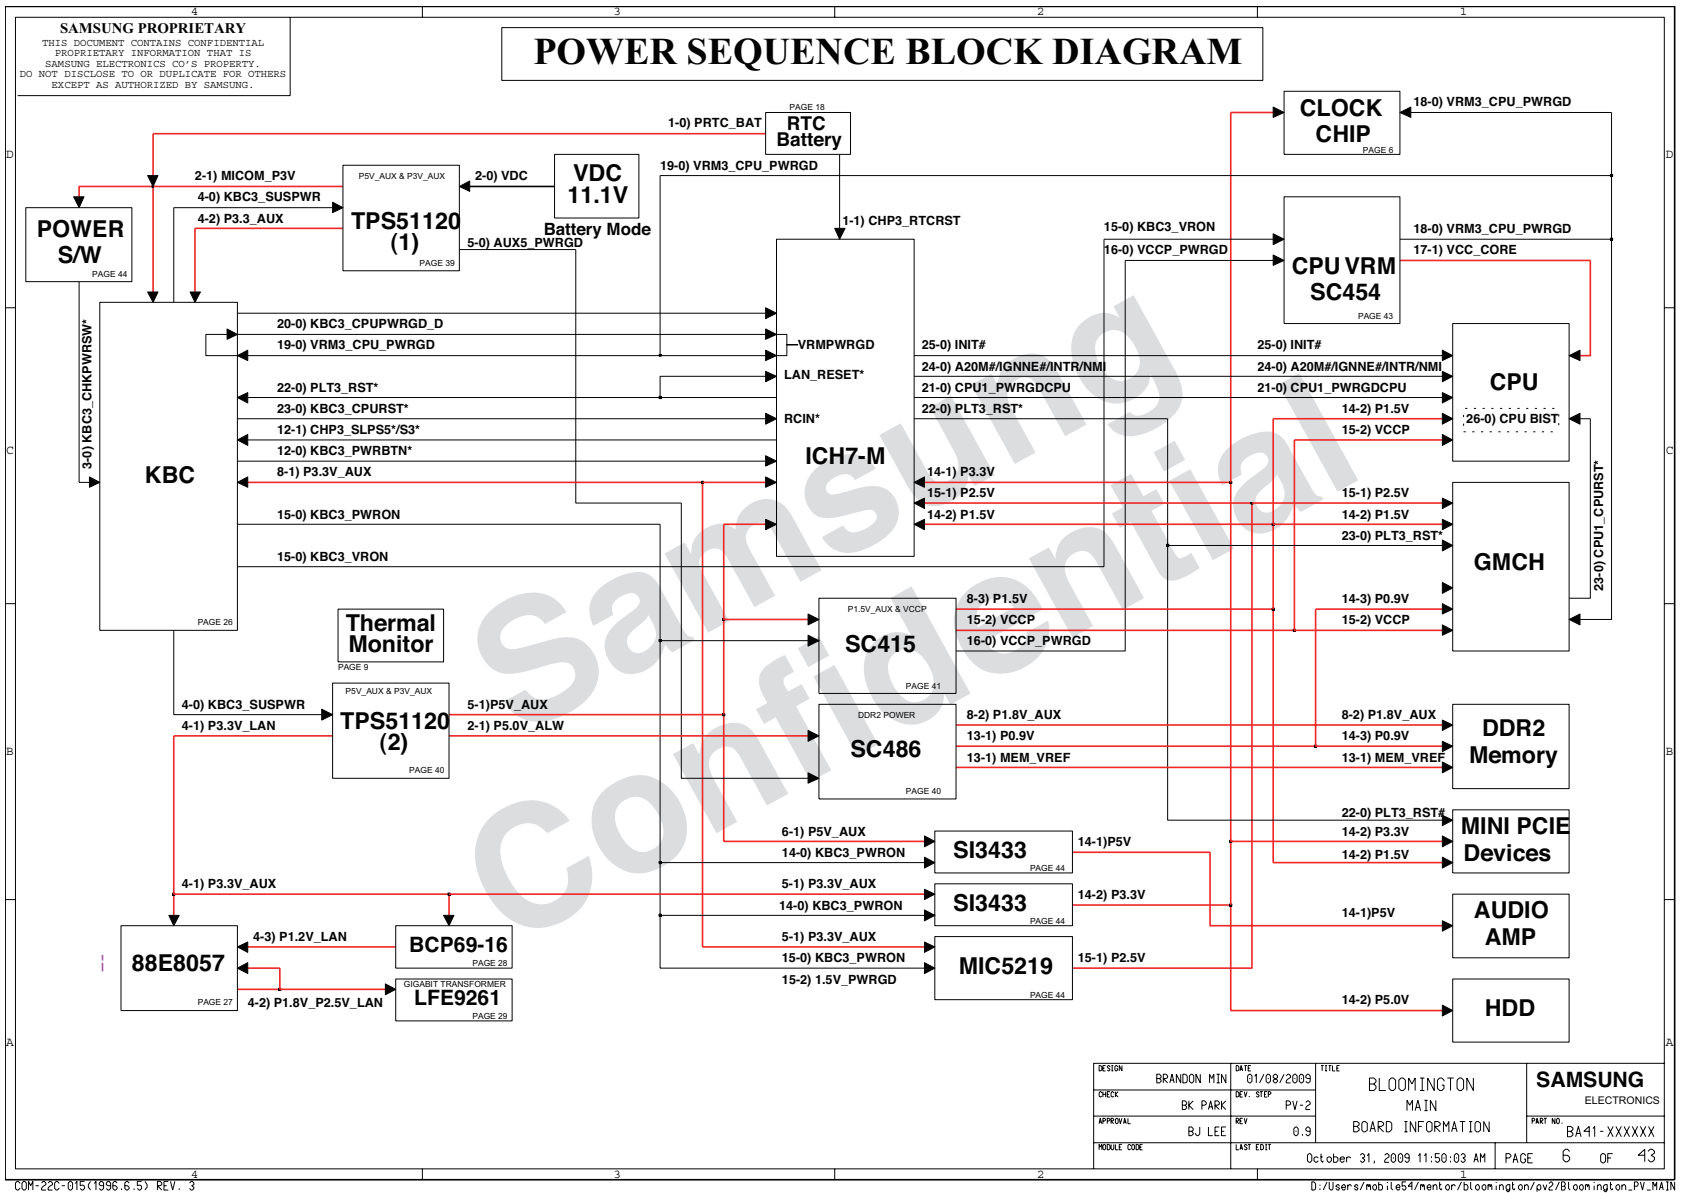 4 3 2 1
SAMSUNG PROPRIETARY
THIS DOCUMENT CONTAINS CONFIDENTIAL
PROPRIETARY INFORMATION THAT IS
SAMSUNG ELECTRONICS CO'S PROPERTY.
DO NOT DISCLOSE TO OR DUPLICATE FOR OTHERS
EXCEPT AS AUTHORIZED BY SAMSUNG.
POWER SEQUENCE BLOCK DIAGRAM
D
D
C
C
B
B
A
A
Samsung
Confidential
1-0) PRTC_BAT
PAGE 18
RTC
Battery
CLOCK
CHIP
PAGE 6
18-0) VRM3_CPU_PWRGD
19-0) VRM3_CPU_PWRGD
2-1) MICOM_P3V
4-0) KBC3_SUSPWR
4-2) P3.3_AUX
P5V_AUX & P3V_AUX
TPS51120
(1)
PAGE 39
2-0) VDC
VDC
11.1V
Battery Mode
5-0) AUX5_PWRGD
POWER
S/W
PAGE 44
1-1) CHP3_RTCRST
15-0) KBC3_VRON
16-0) VCCP_PWRGD
CPU VRM
SC454
PAGE 43
18-0) VRM3_CPU_PWRGD
17-1) VCC_CORE
3-0) KBC3_CHKPWRSW*
KBC
PAGE 26
20-0) KBC3_CPUPWRGD_D
19-0) VRM3_CPU_PWRGD
22-0) PLT3_RST*
23-0) KBC3_CPURST*
12-1) CHP3_SLPS5*/S3*
12-0) KBC3_PWRBTN*
8-1) P3.3V_AUX
15-0) KBC3_PWRON
15-0) KBC3_VRON
VRMPWRGD
LAN_RESET*
RCIN*
ICH7-M
25-0) INIT#
24-0) A20M#/IGNNE#/INTR/NMI
21-0) CPU1_PWRGDCPU
22-0) PLT3_RST*
14-1) P3.3V
15-1) P2.5V
14-2) P1.5V
25-0) INIT#
24-0) A20M#/IGNNE#/INTR/NMI
21-0) CPU1_PWRGDCPU
14-2) P1.5V
15-2) VCCP
CPU
26-0) CPU BIST
15-1) P2.5V
14-2) P1.5V
23-0) PLT3_RST*
14-3) P0.9V
15-2) VCCP
GMCH
23-0) CPU1_CPURST*
Thermal
Monitor
PAGE 9
P1.5V_AUX & VCCP
SC415
PAGE 41
8-3) P1.5V
15-2) VCCP
16-0) VCCP_PWRGD
4-0) KBC3_SUSPWR
4-1) P3.3V_LAN
P5V_AUX & P3V_AUX
TPS51120
(2)
PAGE 40
5-1)P5V_AUX
2-1) P5.0V_ALW
DDR2 POWER
SC486
PAGE 40
8-2) P1.8V_AUX
13-1) P0.9V
13-1) MEM_VREF
8-2) P1.8V_AUX
14-3) P0.9V
13-1) MEM_VREF
DDR2
Memory
6-1) P5V_AUX
14-0) KBC3_PWRON
SI3433
PAGE 44
14-1)P5V
22-0) PLT3_RST#
14-2) P3.3V
14-2) P1.5V
MINI PCIE
Devices
4-1) P3.3V_AUX
5-1) P3.3V_AUX
14-0) KBC3_PWRON
SI3433
PAGE 44
14-2) P3.3V
14-1)P5V
AUDIO
AMP
88E8057
PAGE 27
4-3) P1.2V_LAN
BCP69-16
PAGE 28
4-2) P1.8V_P2.5V_LAN
GIGABIT TRANSFORMER
LFE9261
PAGE 29
5-1) P3.3V_AUX
15-0) KBC3_PWRON
15-2) 1.5V_PWRGD
MIC5219
PAGE 44
15-1) P2.5V
14-2) P5.0V
HDD
DESIGN BRANDON MIN DATE 01/08/2009
CHECK BK PARK DEV. STEP PV-2
APPROVAL BJ LEE REV 0.9
MODULE CODE LAST EDIT October 31, 2009 11:50:03 AM
TITLE
BLOOMINGTON
MAIN
BOARD INFORMATION
SAMSUNG
ELECTRONICS
PART NO. BA41-XXXXXX
PAGE 6 OF 43
4 3 2 1
COM-22C-015(1996.6.5) REV. 3
D:/Users/mobile54/mentor/bloomington/pv2/Bloomington_PV_MAIN